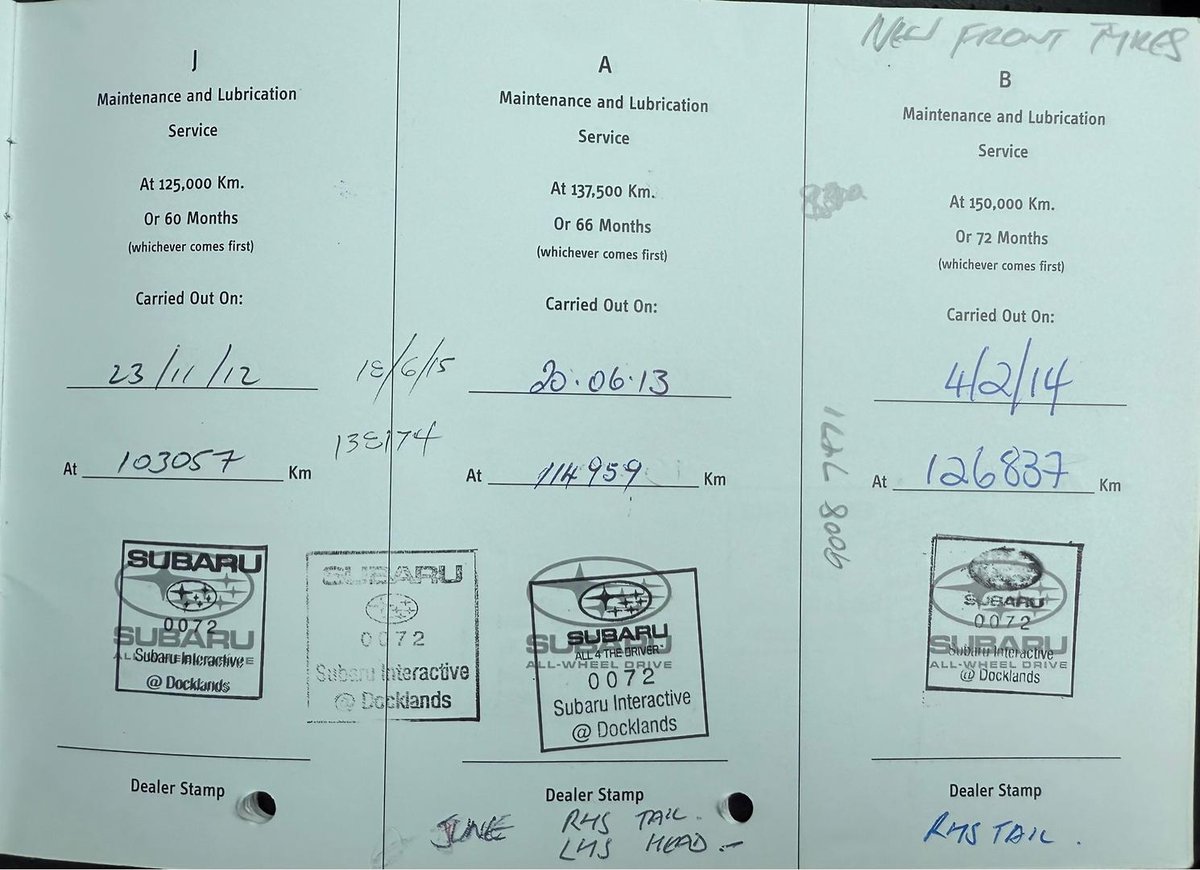 NEW FRONT TYRES
J
Maintenance and Lubrication
Service
At 125,000 Km.
Or 60 Months
(whichever comes first)
Carried Out On:
23/11/12
At 103057 Km
SUBARU
0072
SUBARU
Subaru Interactive
@ Docklands
Dealer Stamp
18/6/15
138174
SUBARU
0072
Subaru Interactive
@ Docklands
A
Maintenance and Lubrication
Service
At 137,500 Km.
Or 66 Months
(whichever comes first)
Carried Out On:
20.06.13
At 114959 Km
SUBARU
ALL 4 THE DRIVER
ALL-WHEEL DRIVE
0072
Subaru Interactive
@ Docklands
Dealer Stamp
JUNE RHS TAIL.
LHS HEAD -
B
Maintenance and Lubrication
Service
At 150,000 Km.
Or 72 Months
(whichever comes first)
Carried Out On:
4/2/14
At 126837 Km
SUBARU
0072
SUBARU
Subaru Interactive
ALL-WHEEL DRIVE
@ Docklands
Dealer Stamp
RHS TAIL.